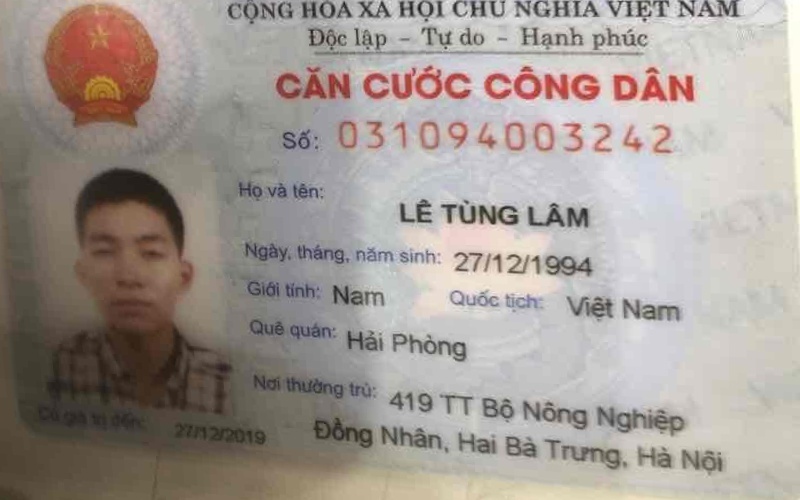 CỘNG HÒA XÃ HỘI CHỦ NGHĨA VIỆT NAM
Độc lập - Tự do - Hạnh phúc
CĂN CƯỚC CÔNG DÂN
Số: 031094003242
Họ và tên:
LÊ TÙNG LÂM
Ngày, tháng, năm sinh: 27/12/1994
Giới tính: Nam Quốc tịch: Việt Nam
Quê quán: Hải Phòng
Nơi thường trú: 419 TT Bộ Nông Nghiệp
Đồng Nhân, Hai Bà Trưng, Hà Nội
Có giá trị đến: 27/12/2019